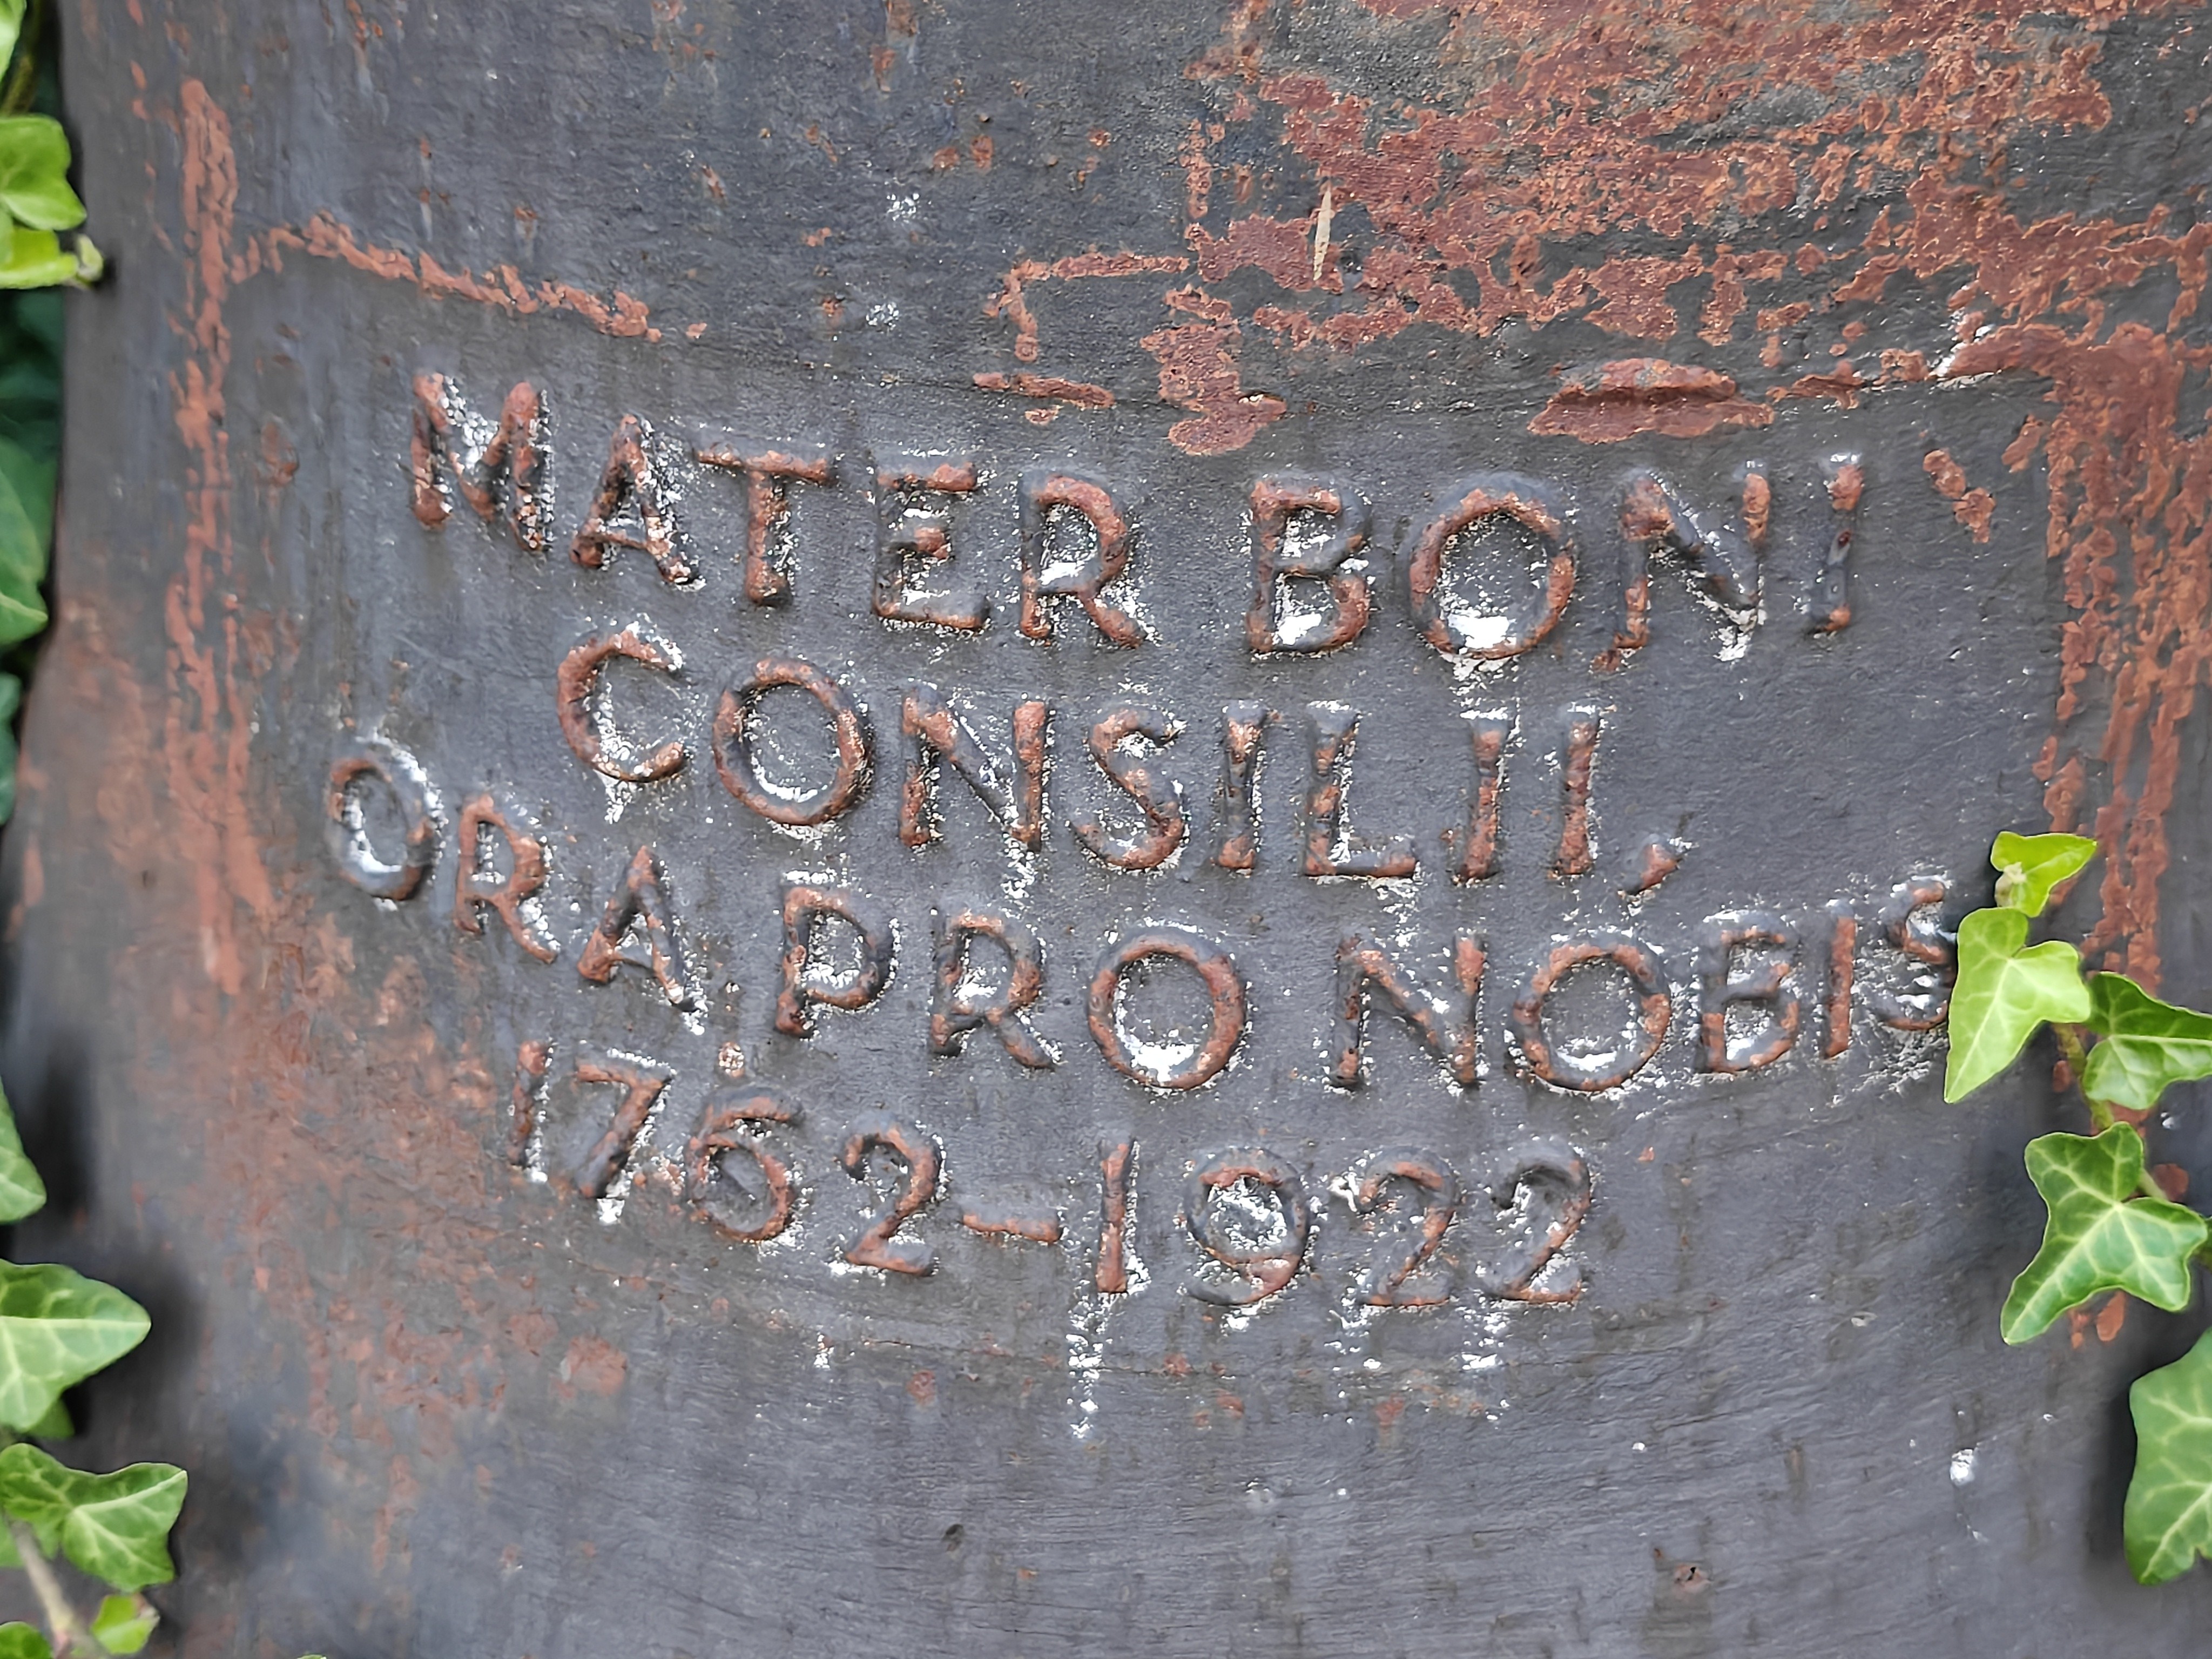 MATER BONI
CONSILII,
ORA PRO NOBIS
1762-1922